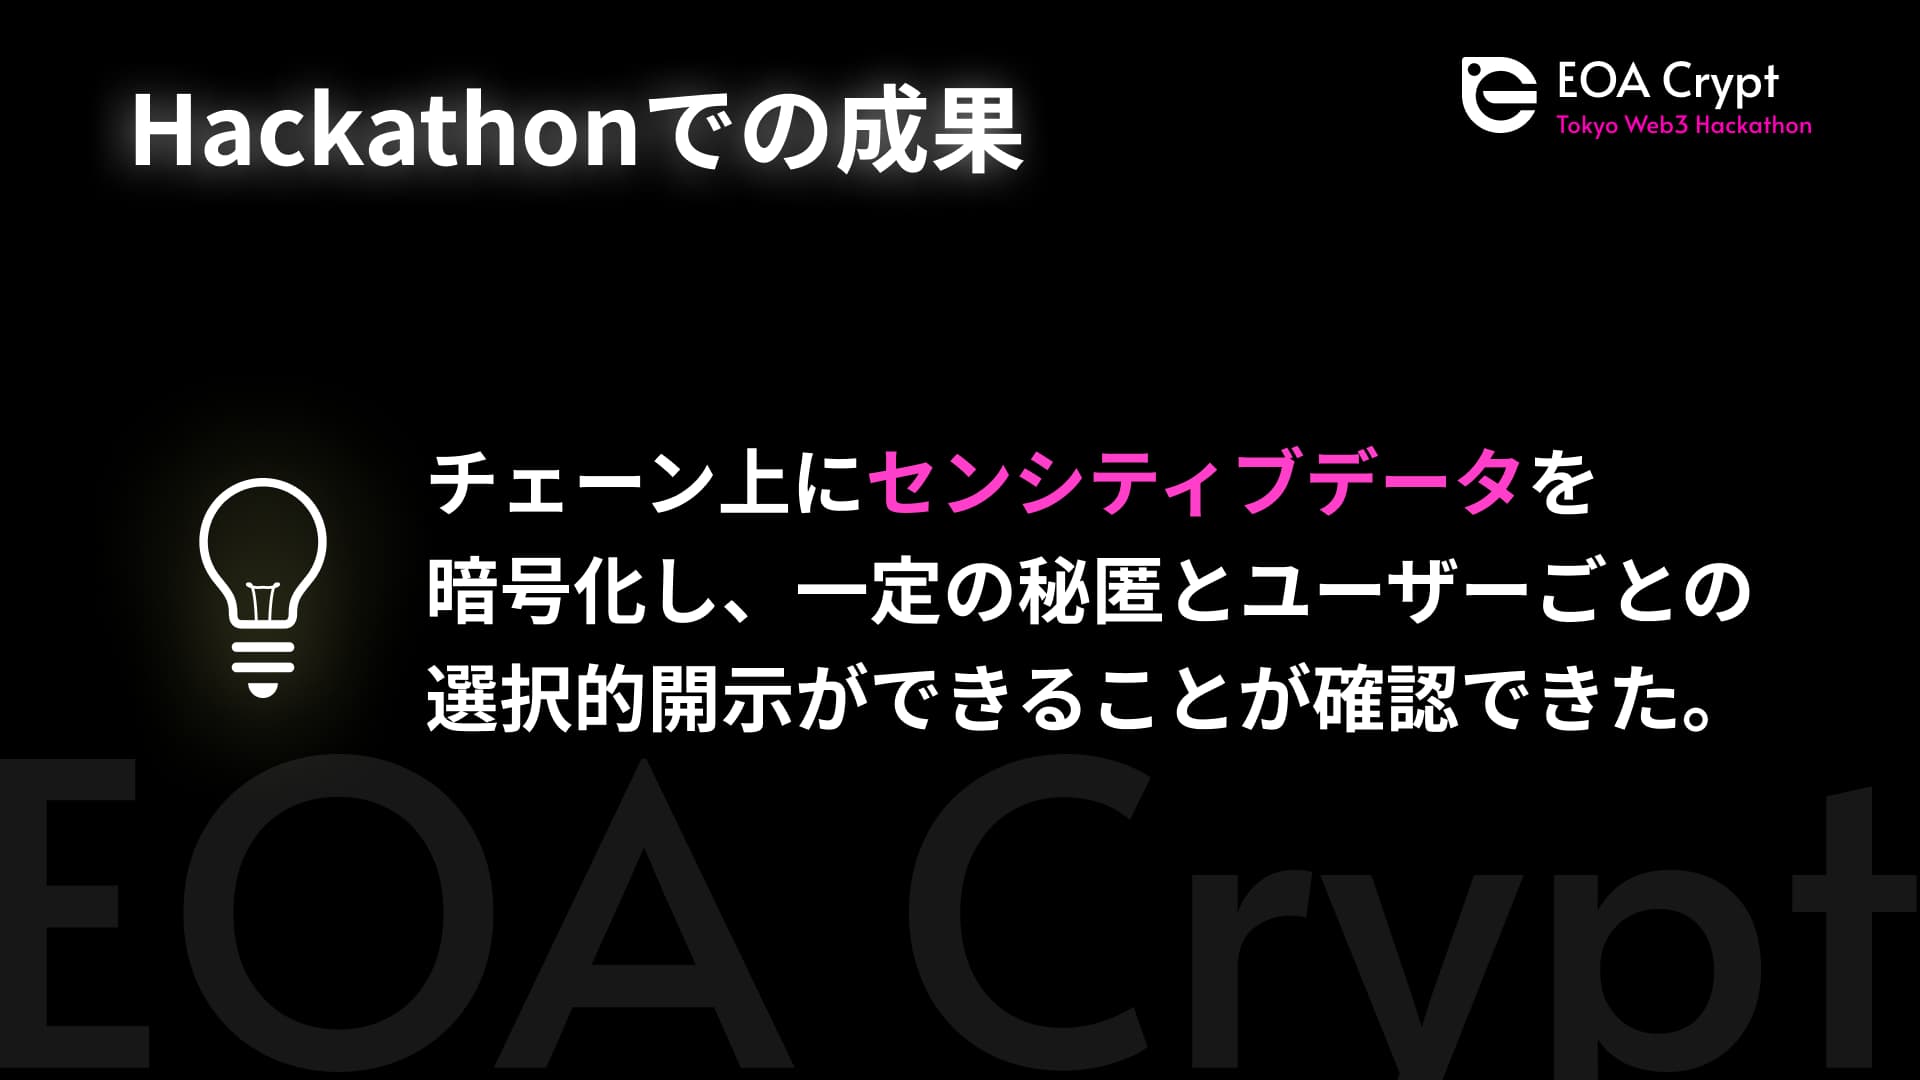 Hackathonでの成果
EOA Crypt
Tokyo Web3 Hackathon
チェーン上にセンシティブデータを
暗号化し、一定の秘匿とユーザーごとの
選択的開示ができることが確認できた。
EOA Crypt